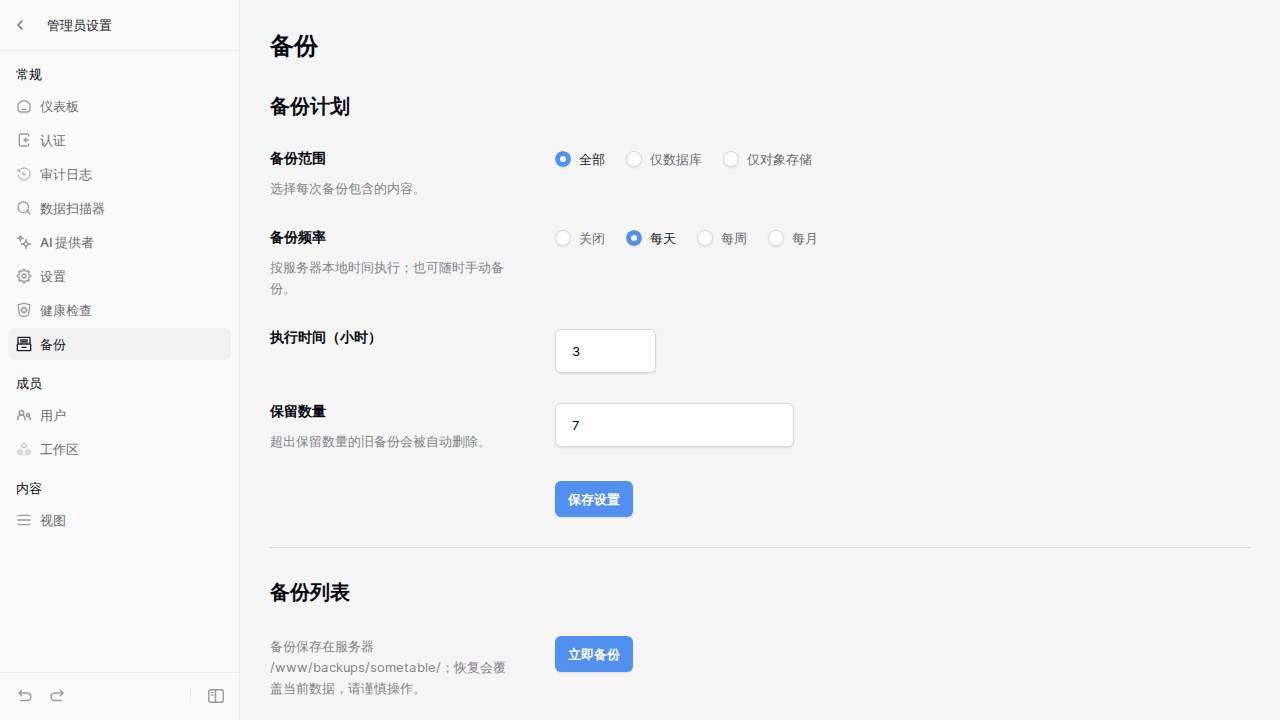 管理员设置
常规
仪表板
认证
审计日志
数据扫描器
AI 提供者
设置
健康检查
备份
成员
用户
工作区
内容
视图
备份
备份计划
备份范围
选择每次备份包含的内容。
全部
仅数据库
仅对象存储
备份频率
按服务器本地时间执行；也可随时手动备
份。
关闭
每天
每周
每月
执行时间（小时）
3
保留数量
超出保留数量的旧备份会被自动删除。
7
保存设置
备份列表
备份保存在服务器
/www/backups/sometable/；恢复会覆
盖当前数据，请谨慎操作。
立即备份